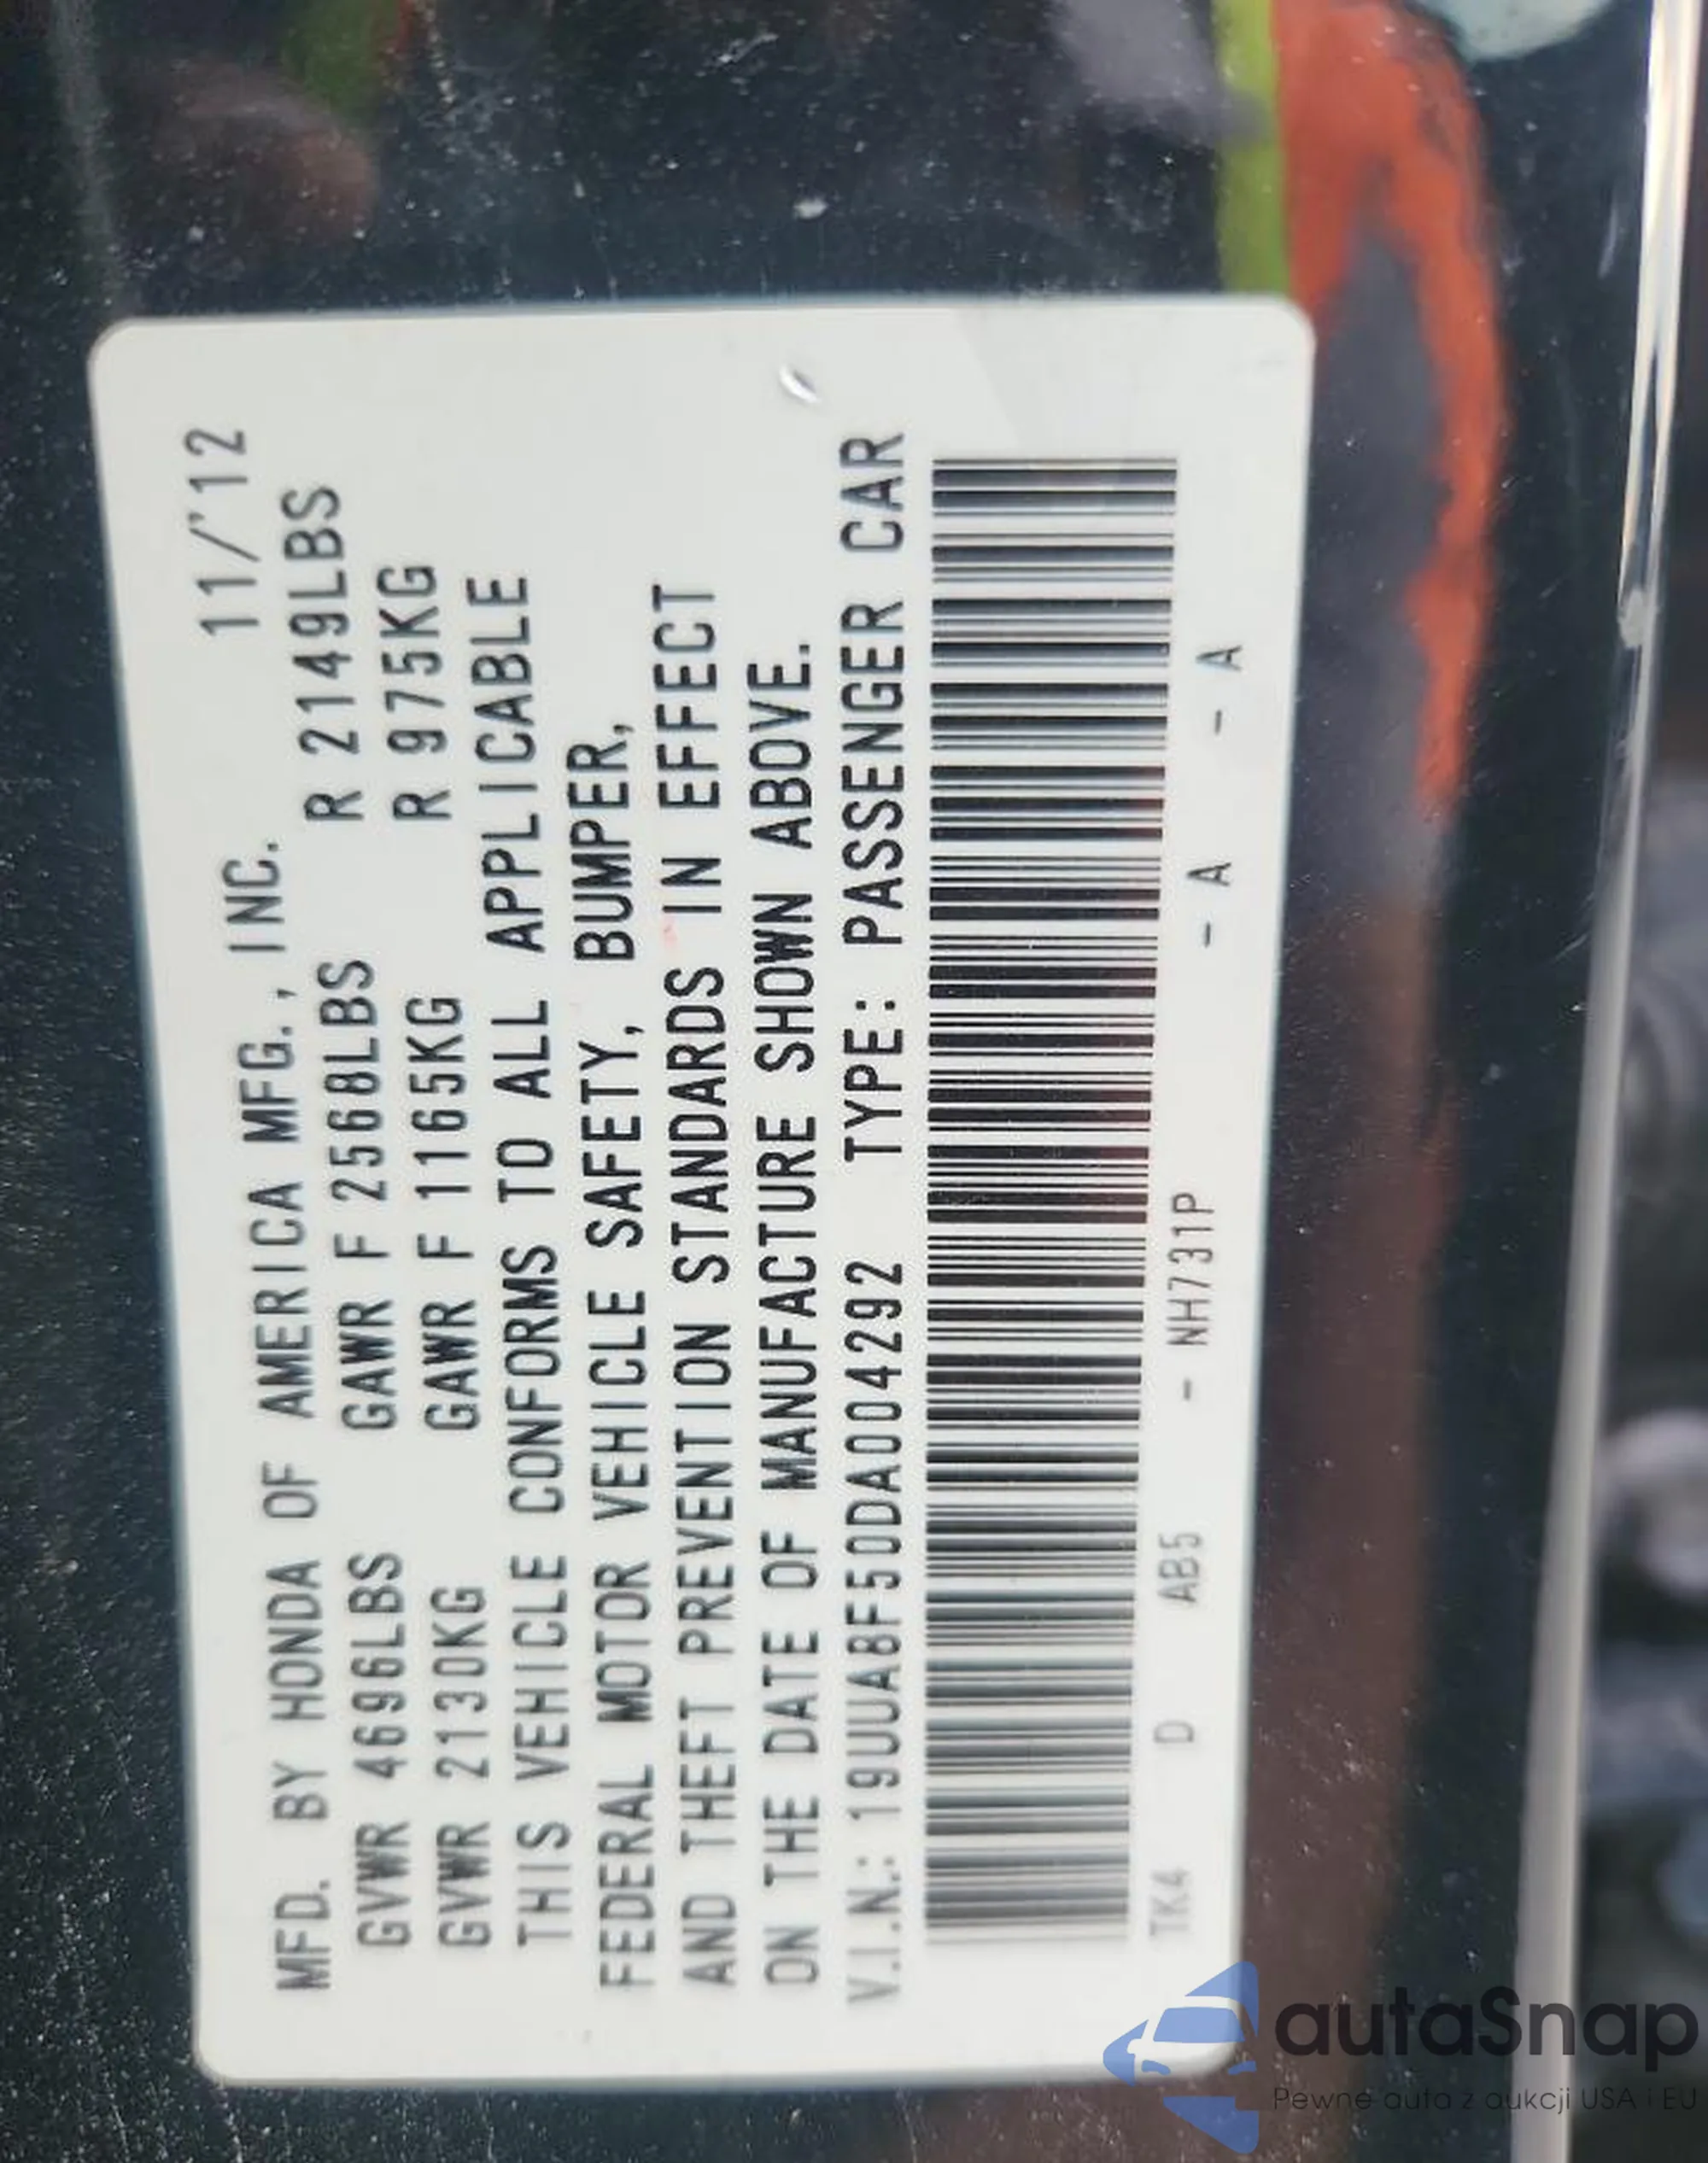 MFD. BY HONDA OF AMERICA MFG., INC. 11/'12
GVWR 4696LBS GAWR F 2568LBS R 2149LBS
GVWR 2130KG GAWR F 1165KG R 975KG
THIS VEHICLE CONFORMS TO ALL APPLICABLE
FEDERAL MOTOR VEHICLE SAFETY, BUMPER,
AND THEFT PREVENTION STANDARDS IN EFFECT
ON THE DATE OF MANUFACTURE SHOWN ABOVE.
V.I.N.: 19UUA8F50DA004292 TYPE: PASSENGER CAR
TK4 D AB5 - NH731P - A - A
autaSnap
Pewne auta z aukcji USA i EU